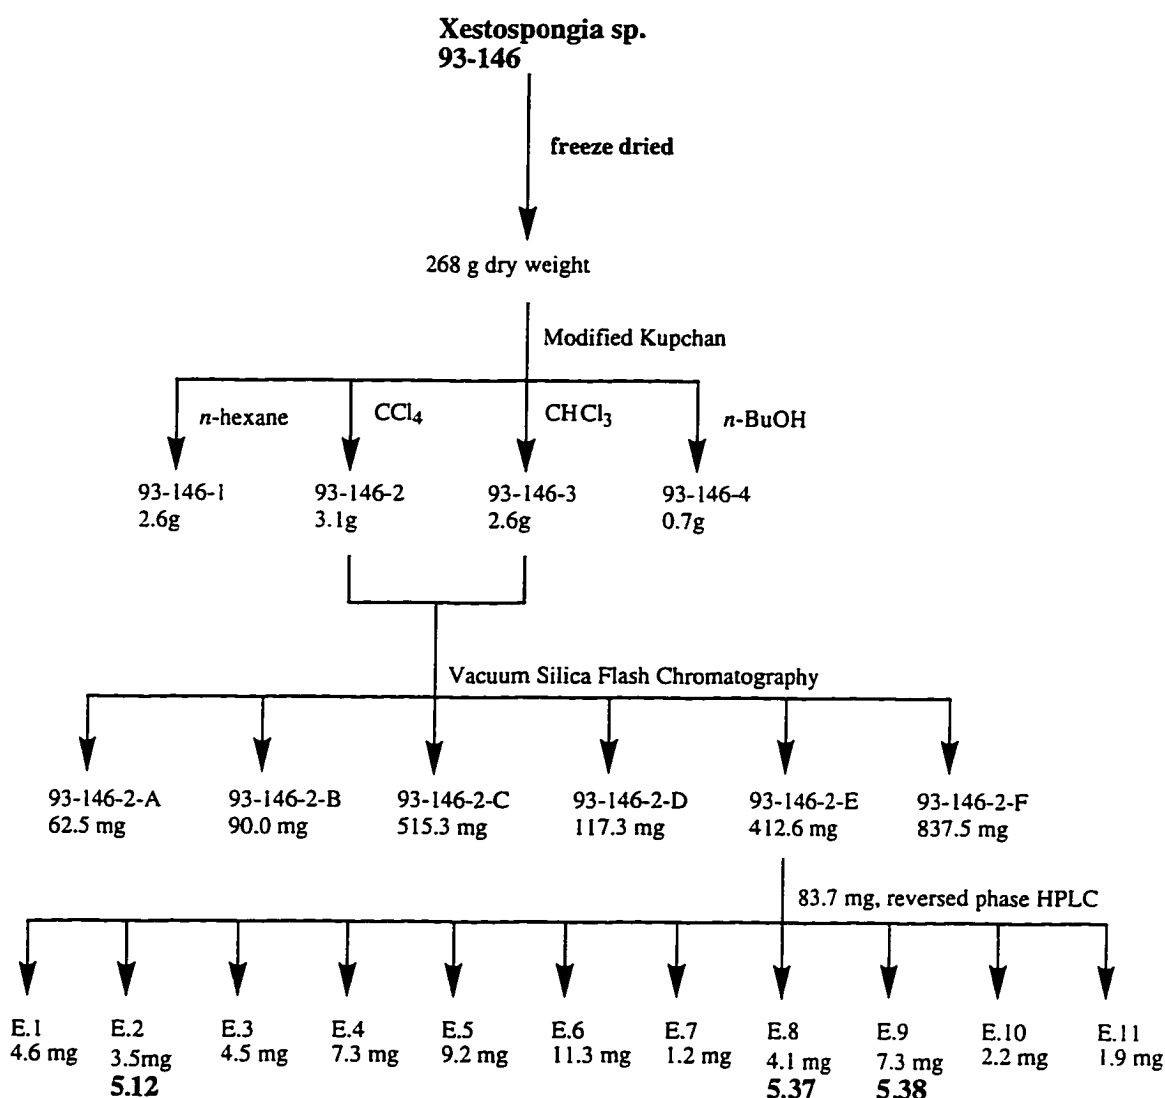 Xestospongia sp.
93-146
freeze dried
268 g dry weight
Modified Kupchan
n-hexane
CCl4
CHCl3
n-BuOH
93-146-1
2.6g
93-146-2
3.1g
93-146-3
2.6g
93-146-4
0.7g
Vacuum Silica Flash Chromatography
93-146-2-A
62.5 mg
93-146-2-B
90.0 mg
93-146-2-C
515.3 mg
93-146-2-D
117.3 mg
93-146-2-E
412.6 mg
93-146-2-F
837.5 mg
83.7 mg, reversed phase HPLC
E.1
4.6 mg
E.2
3.5mg
5.12
E.3
4.5 mg
E.4
7.3 mg
E.5
9.2 mg
E.6
11.3 mg
E.7
1.2 mg
E.8
4.1 mg
5.37
E.9
7.3 mg
5.38
E.10
2.2 mg
E.11
1.9 mg